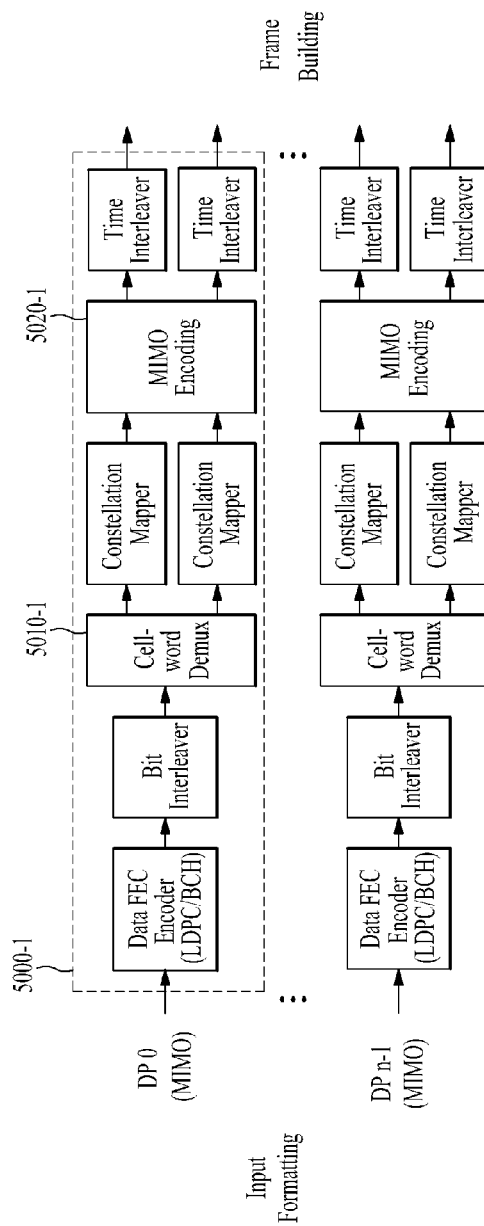 Input
Formatting
DP 0
(MIMO)
5000-1
Data FEC
Encoder
(LDPC/BCH)
Bit
Interleaver
5010-1
Cell-
word
Demux
Constellation
Mapper
Constellation
Mapper
5020-1
MIMO
Encoding
Time
Interleaver
Time
Interleaver
DP n-1
(MIMO)
Data FEC
Encoder
(LDPC/BCH)
Bit
Interleaver
Cell-
word
Demux
Constellation
Mapper
Constellation
Mapper
MIMO
Encoding
Time
Interleaver
Time
Interleaver
Frame
Building